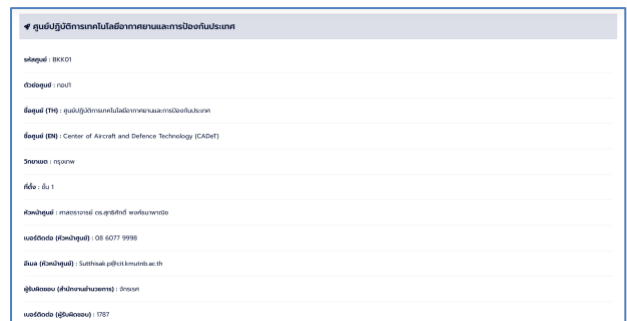 ศูนย์ปฏิบัติการเทคโนโลยีอากาศยานและการป้องกันประเทศ
รหัสศูนย์ : BKK01
ตัวย่อศูนย์ : ทอป1
ชื่อศูนย์ (TH) : ศูนย์ปฏิบัติการเทคโนโลยีอากาศยานและการป้องกันประเทศ
ชื่อศูนย์ (EN) : Center of Aircraft and Defence Technology (CADeT)
วิทยาเขต : กรุงเทพ
ที่ตั้ง : ชั้น 1
หัวหน้าศูนย์ : ศาสตราจารย์ ดร.สุทธิศักดิ์ พงศ์ธนาพาณิช
เบอร์ติดต่อ (หัวหน้าศูนย์) : 08 6077 9998
อีเมล (หัวหน้าศูนย์) : Sutthisak.p@cit.kmutnb.ac.th
ผู้รับผิดชอบ (สำนักงานอำนวยการ) : จักรเรศ
เบอร์ติดต่อ (ผู้รับผิดชอบ) : 1787